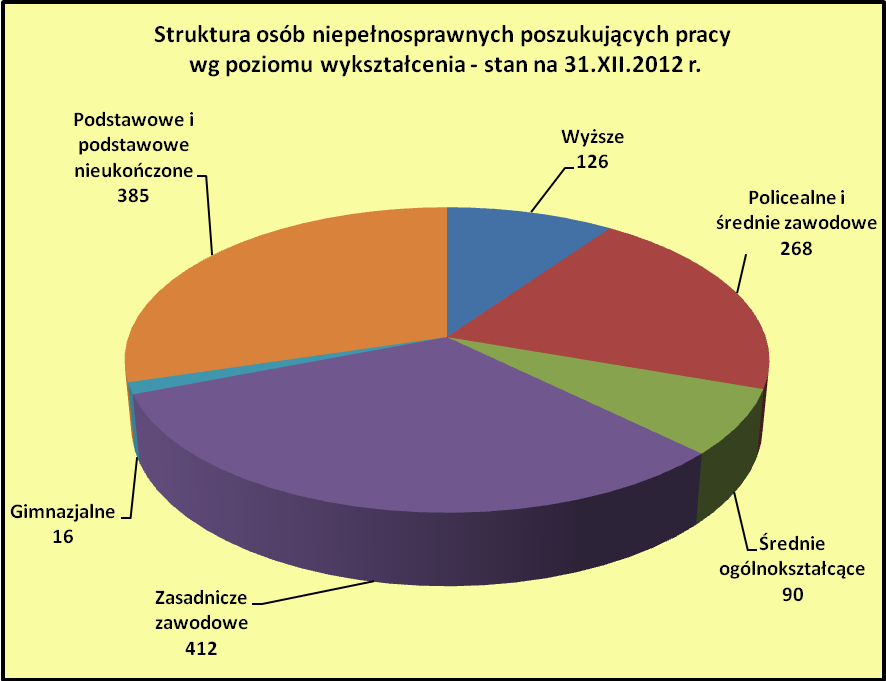 Struktura osób niepełnosprawnych poszukujących pracy
wg poziomu wykształcenia - stan na 31.XII.2012 r.
Podstawowe i
podstawowe
nieukończone
385
Wyższe
126
Policealne i
średnie zawodowe
268
Gimnazjalne
16
Średnie
ogólnokształcące
90
Zasadnicze
zawodowe
412